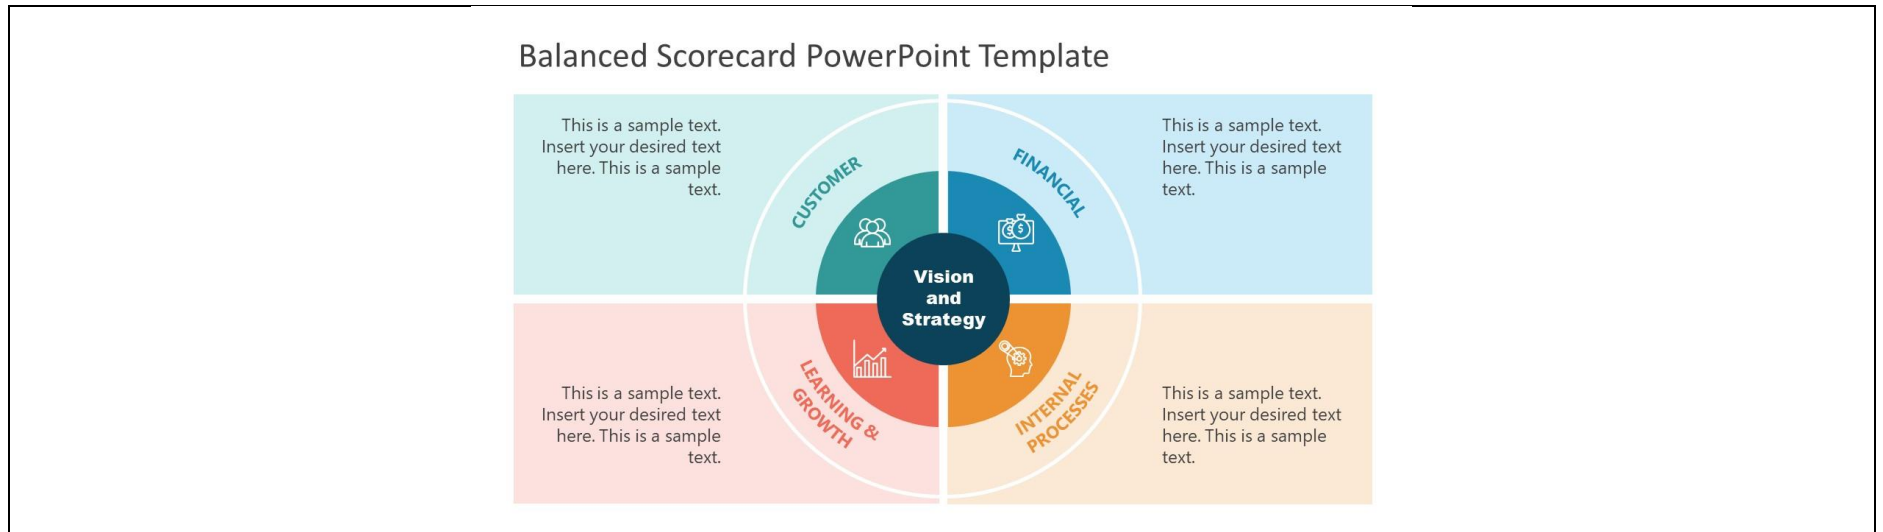 Balanced Scorecard PowerPoint Template
This is a sample text.
Insert your desired text
here. This is a sample
text.
CUSTOMER
FINANCIAL
This is a sample text.
Insert your desired text
here. This is a sample
text.
Vision
and
Strategy
This is a sample text.
Insert your desired text
here. This is a sample
text.
LEARNING &
GROWTH
INTERNAL
PROCESSES
This is a sample text.
Insert your desired text
here. This is a sample
text.